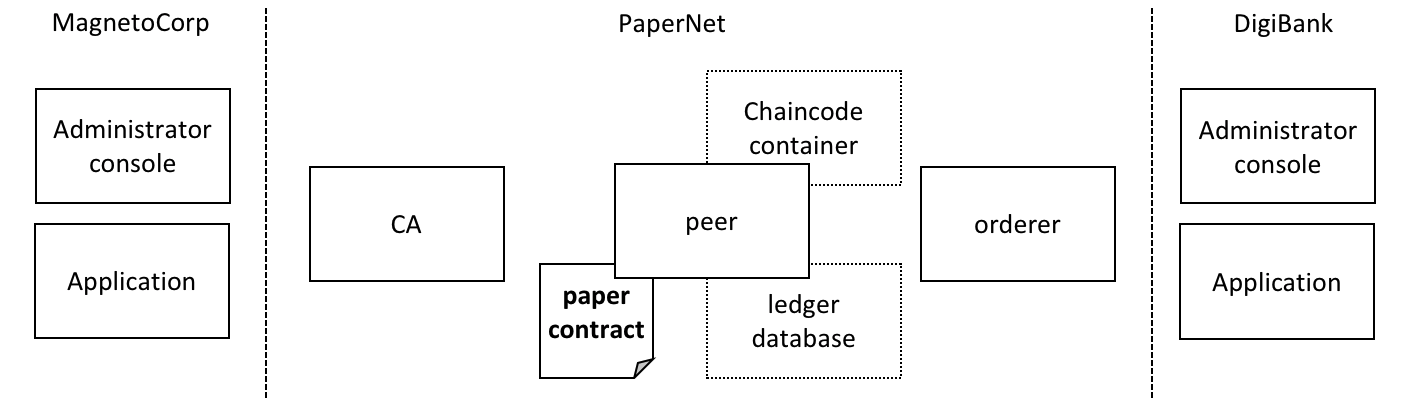 MagnetoCorp
PaperNet
DigiBank
Administrator
console
Application
CA
Chaincode
container
peer
paper
contract
ledger
database
orderer
Administrator
console
Application